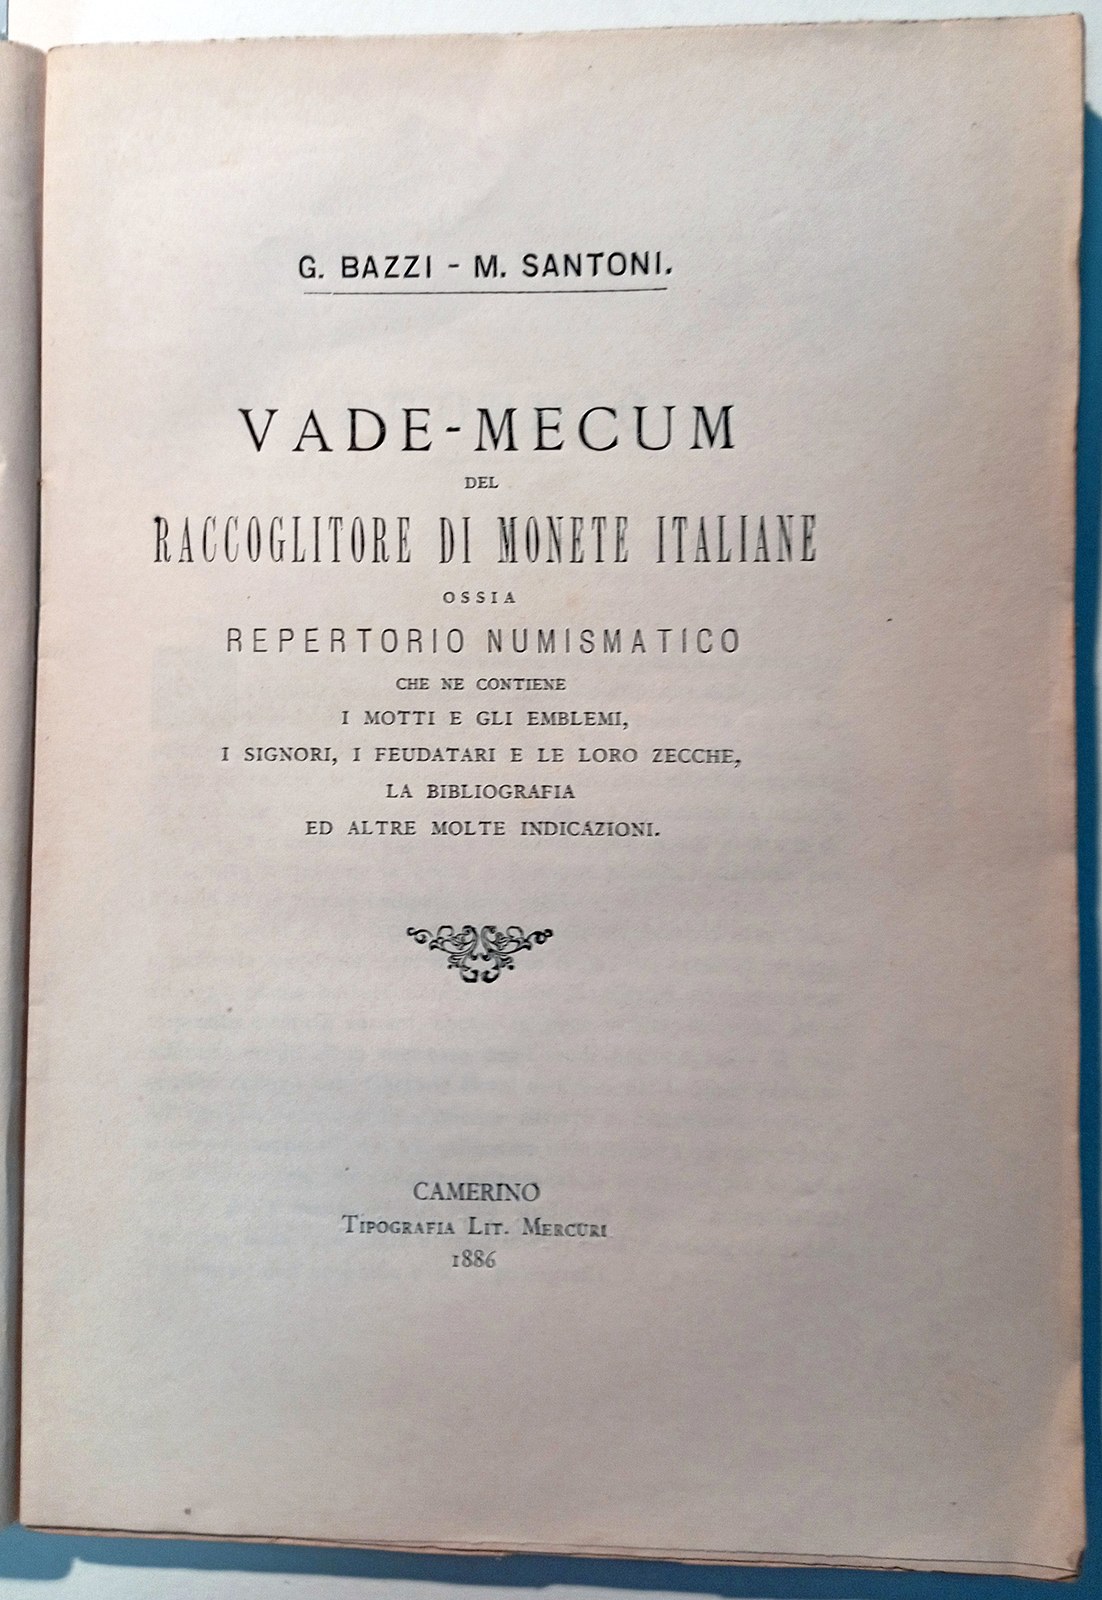 G. BAZZI - M. SANTONI.
VADE-MECUM
DEL
RACCOGLITORE DI MONETE ITALIANE
OSSIA
REPERTORIO NUMISMATICO
CHE NE CONTIENE
I MOTTI E GLI EMBLEMI,
I SIGNORI, I FEUDATARI E LE LORO ZECCHE,
LA BIBLIOGRAFIA
ED ALTRE MOLTE INDICAZIONI.
CAMERINO
TIPOGRAFIA LIT. MERCURI
1886